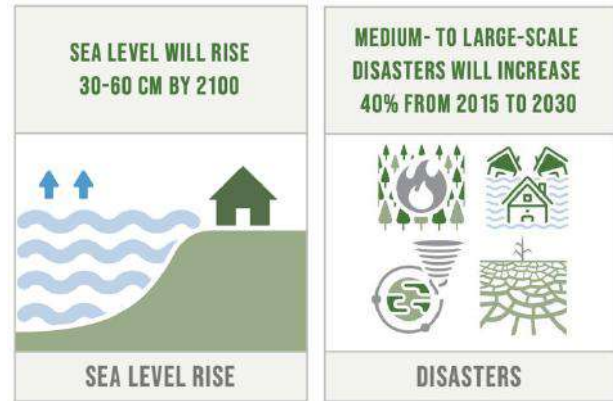 SEA LEVEL WILL RISE
30-60 CM BY 2100
SEA LEVEL RISE
MEDIUM- TO LARGE-SCALE
DISASTERS WILL INCREASE
40% FROM 2015 TO 2030
DISASTERS